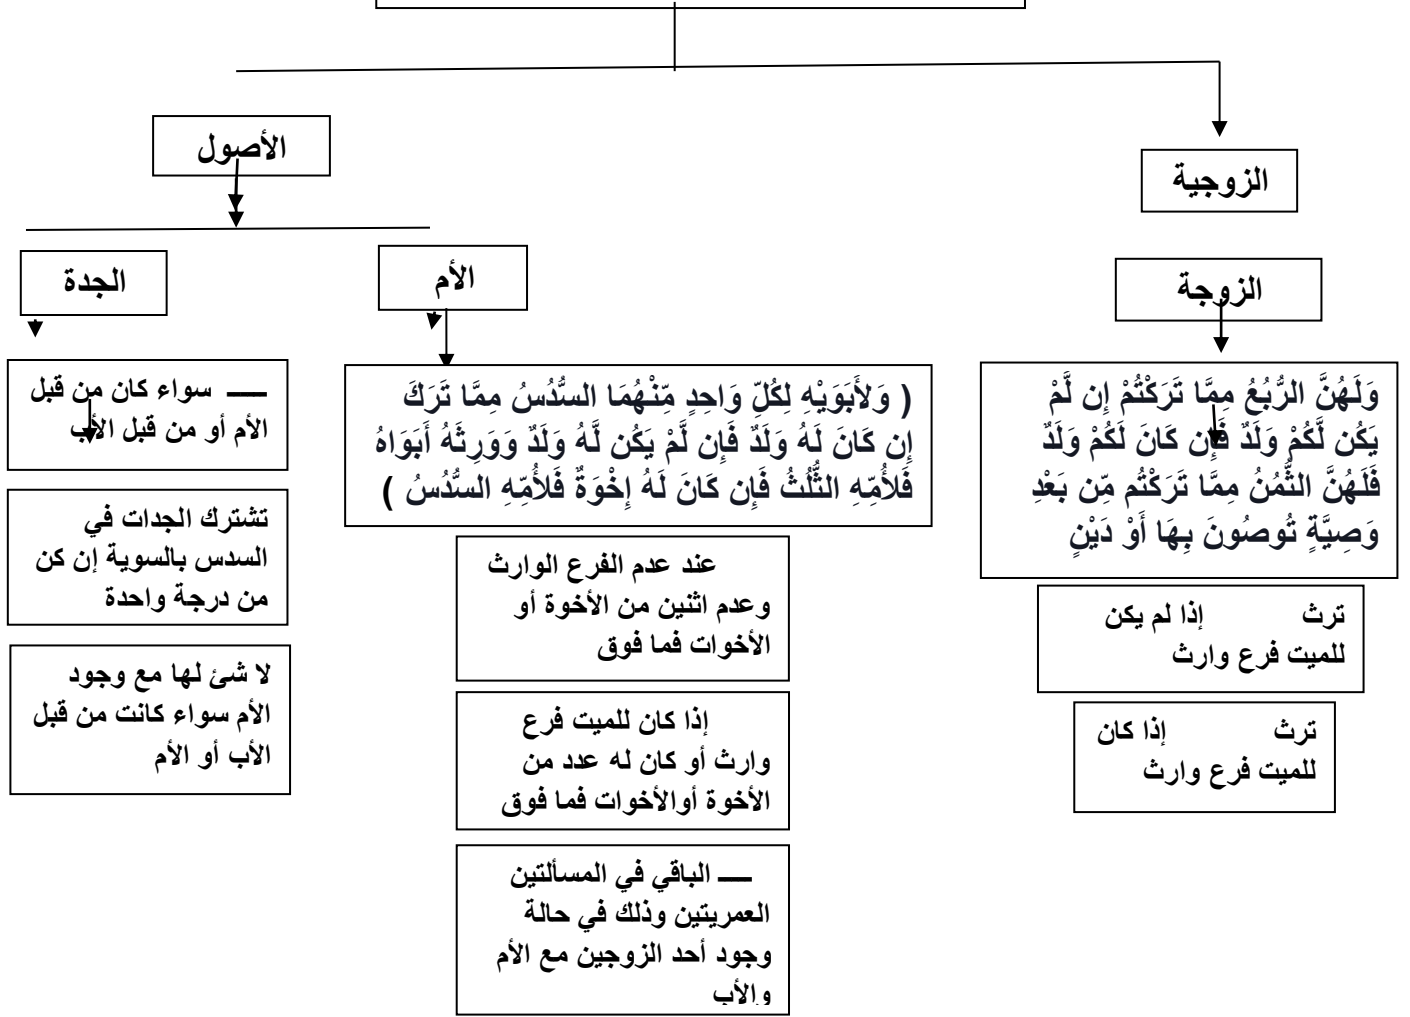 الزوجية
الزوجة
وَلَهُنَّ الرُّبُعُ مِمَّا تَرَكْتُمْ إِن لَّمْ
يَكُن لَّكُمْ وَلَدٌ فَإِن كَانَ لَكُمْ وَلَدٌ
فَلَهُنَّ الثُّمُنُ مِمَّا تَرَكْتُم مِّن بَعْدِ
وَصِيَّةٍ تُوصُونَ بِهَا أَوْ دَيْنٍ
ترث إذا لم يكن
للميت فرع وارث
ترث إذا كان
للميت فرع وارث
الأصول
الأم
( وَلأَبَوَيْهِ لِكُلِّ وَاحِدٍ مِّنْهُمَا السُّدُسُ مِمَّا تَرَكَ
إِن كَانَ لَهُ وَلَدٌ فَإِن لَّمْ يَكُن لَّهُ وَلَدٌ وَوَرِثَهُ أَبَوَاهُ
فَلأُمِّهِ الثُّلُثُ فَإِن كَانَ لَهُ إِخْوَةٌ فَلأُمِّهِ السُّدُسُ )
عند عدم الفرع الوارث
وعدم اثنين من الأخوة أو
الأخوات فما فوق
إذا كان للميت فرع
وارث أو كان له عدد من
الأخوة أوالأخوات فما فوق
ــــ الباقي في المسألتين
العمريتين وذلك في حالة
وجود أحد الزوجين مع الأم
والأب
الجدة
ــــ سواء كان من قبل
الأم أو من قبل الأب
تشترك الجدات في
السدس بالسوية إن كن
من درجة واحدة
لا شئ لها مع وجود
الأم سواء كانت من قبل
الأب أو الأم